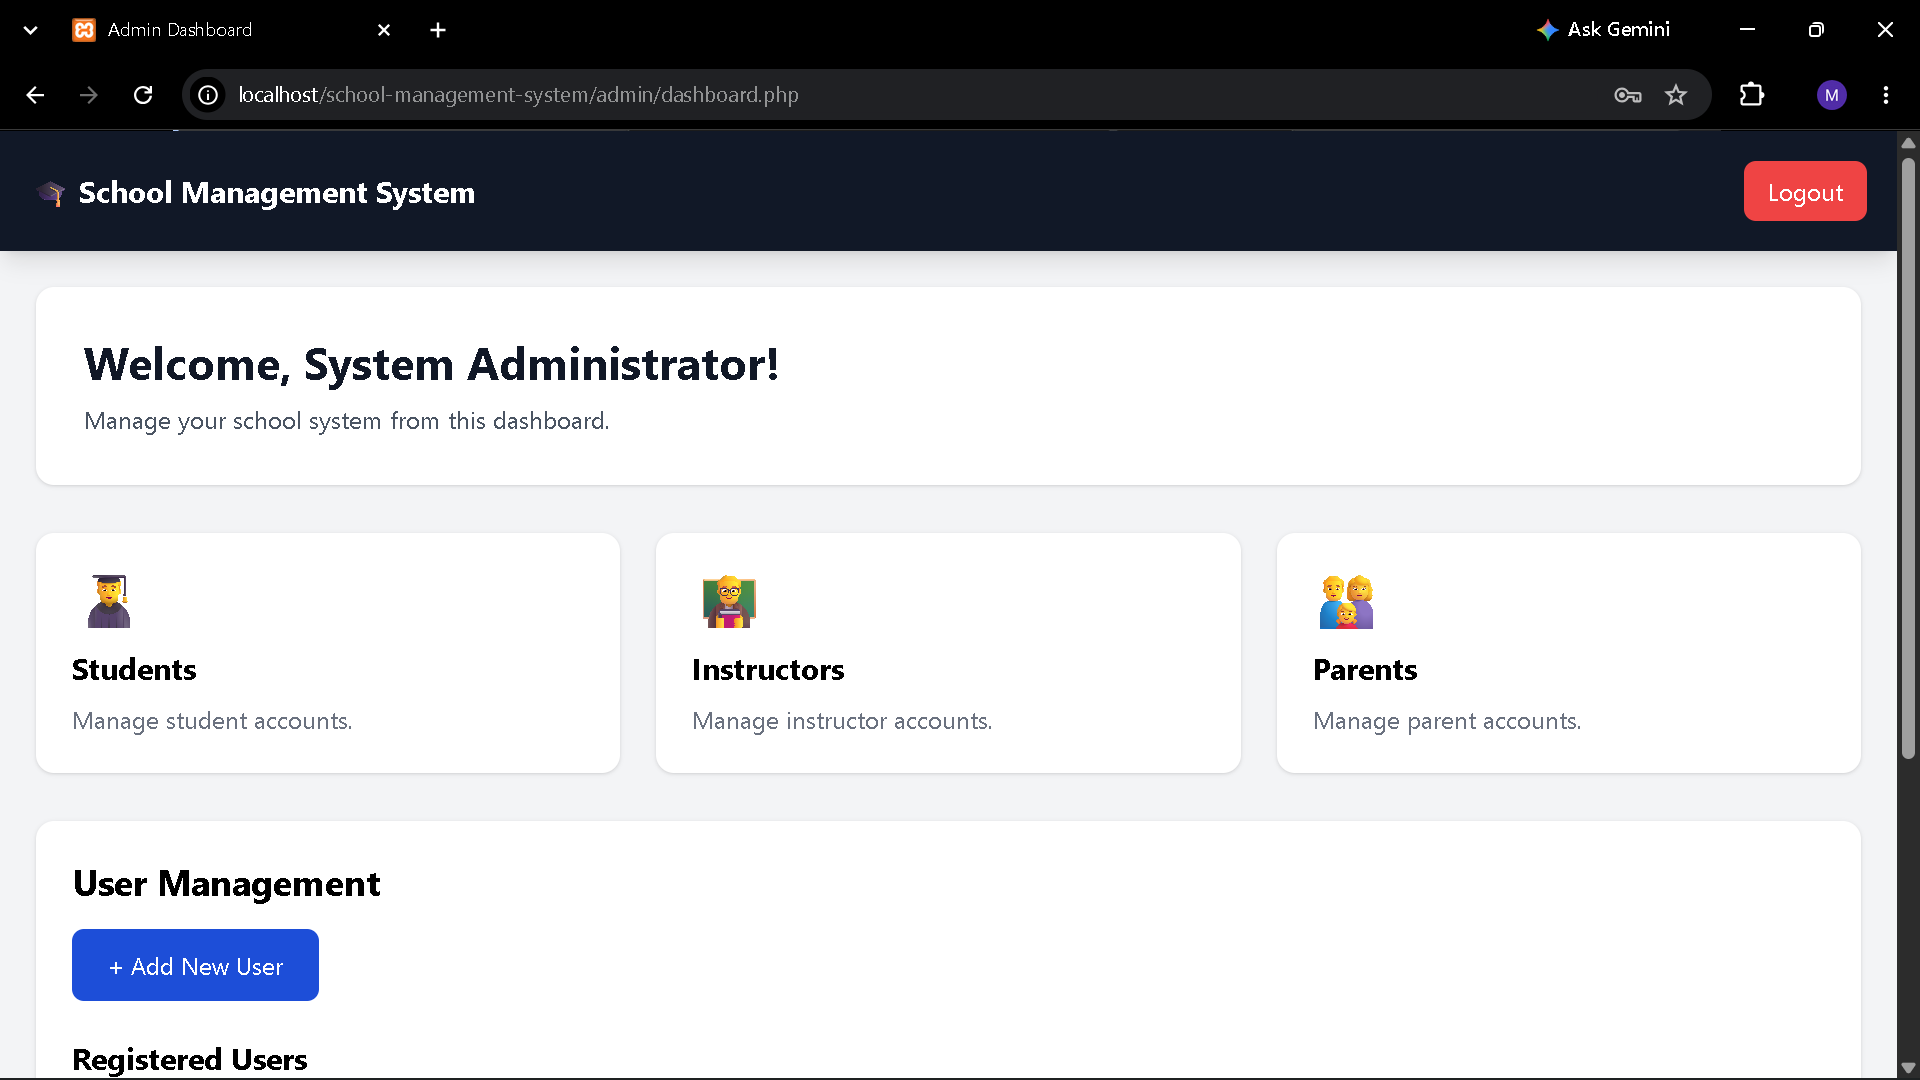 Admin Dashboard
Ask Gemini
localhost/school-management-system/admin/dashboard.php
M
School Management System
Logout
Welcome, System Administrator!
Manage your school system from this dashboard.
Students
Manage student accounts.
Instructors
Manage instructor accounts.
Parents
Manage parent accounts.
User Management
+ Add New User
Registered Users